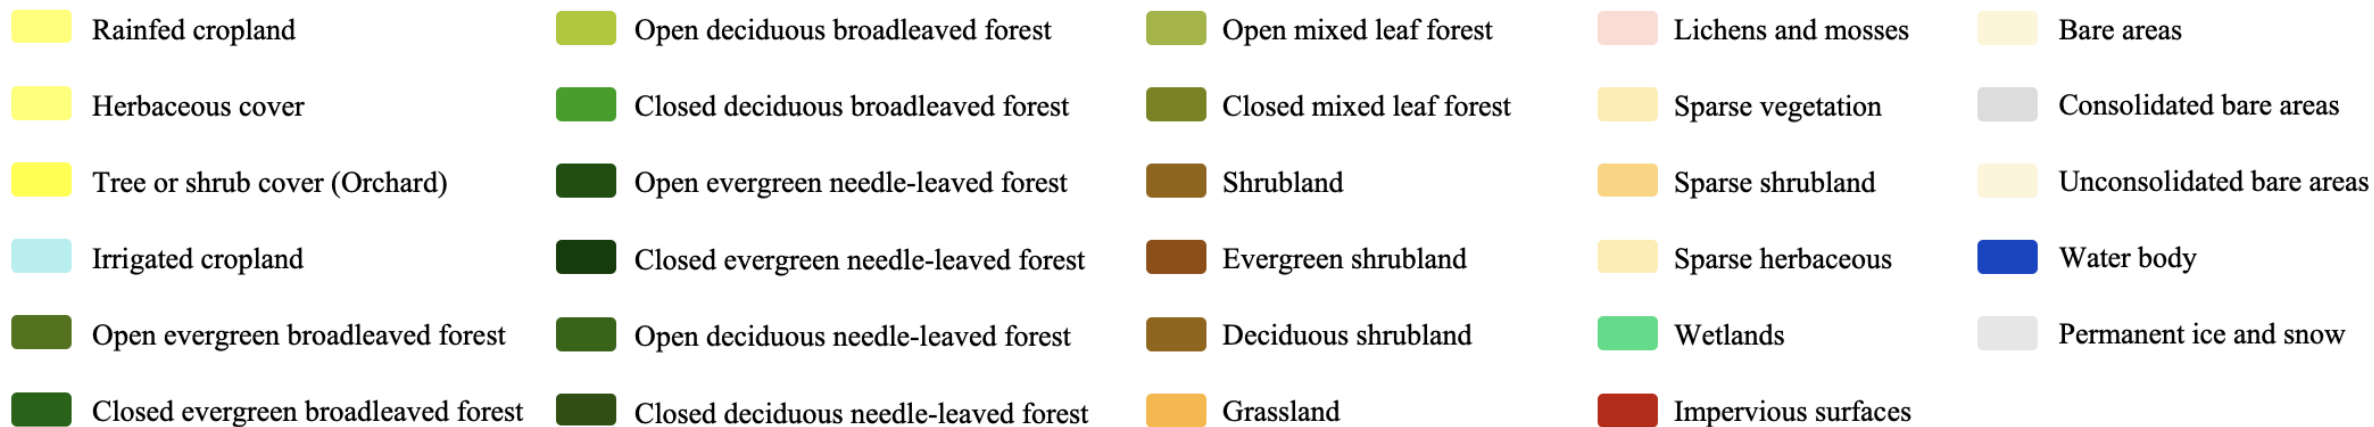 Rainfed cropland
Herbaceous cover
Tree or shrub cover (Orchard)
Irrigated cropland
Open evergreen broadleaved forest
Closed evergreen broadleaved forest
Open deciduous broadleaved forest
Closed deciduous broadleaved forest
Open evergreen needle-leaved forest
Closed evergreen needle-leaved forest
Open deciduous needle-leaved forest
Closed deciduous needle-leaved forest
Open mixed leaf forest
Closed mixed leaf forest
Shrubland
Evergreen shrubland
Deciduous shrubland
Grassland
Lichens and mosses
Sparse vegetation
Sparse shrubland
Sparse herbaceous
Wetlands
Impervious surfaces
Bare areas
Consolidated bare areas
Unconsolidated bare areas
Water body
Permanent ice and snow